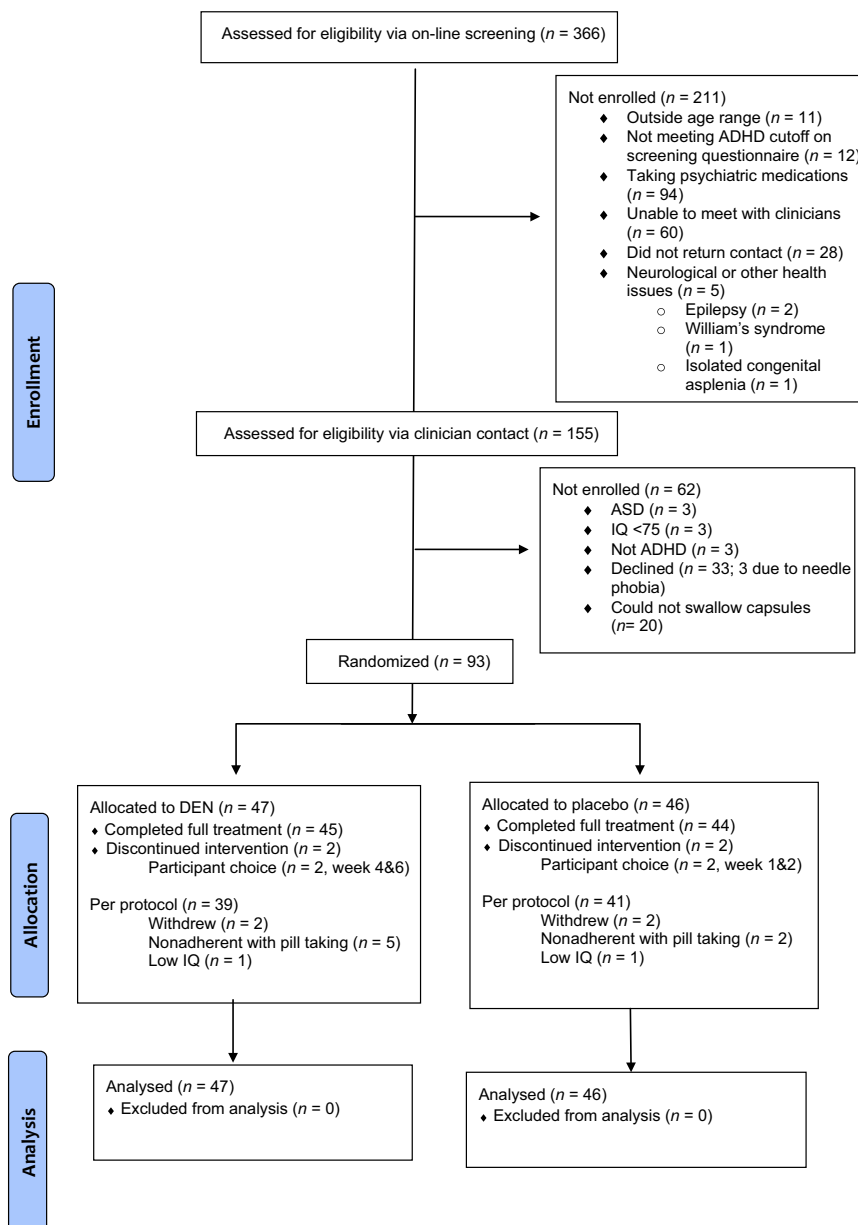 Assessed for eligibility via on-line screening (n = 366)
Not enrolled (n = 211)
♦ Outside age range (n = 11)
♦ Not meeting ADHD cutoff on
screening questionnaire (n = 12)
♦ Taking psychiatric medications
(n = 94)
♦ Unable to meet with clinicians
(n = 60)
♦ Did not return contact (n = 28)
♦ Neurological or other health
issues (n = 5)
○ Epilepsy (n = 2)
○ William's syndrome
(n = 1)
○ Isolated congenital
asplenia (n = 1)
Enrollment
Assessed for eligibility via clinician contact (n = 155)
Not enrolled (n = 62)
♦ ASD (n = 3)
♦ IQ <75 (n = 3)
♦ Not ADHD (n = 3)
♦ Declined (n = 33; 3 due to needle
phobia)
♦ Could not swallow capsules
(n= 20)
Randomized (n = 93)
Allocation
Allocated to DEN (n = 47)
♦ Completed full treatment (n = 45)
♦ Discontinued intervention (n = 2)
Participant choice (n = 2, week 4&6)
Per protocol (n = 39)
Withdrew (n = 2)
Nonadherent with pill taking (n = 5)
Low IQ (n = 1)
Allocated to placebo (n = 46)
♦ Completed full treatment (n = 44)
♦ Discontinued intervention (n = 2)
Participant choice (n = 2, week 1&2)
Per protocol (n = 41)
Withdrew (n = 2)
Nonadherent with pill taking (n = 2)
Low IQ (n = 1)
Analysis
Analysed (n = 47)
♦ Excluded from analysis (n = 0)
Analysed (n = 46)
♦ Excluded from analysis (n = 0)